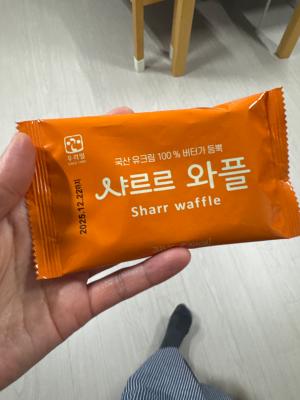 우리밀
국산 유크림 100 % 버터가 듬뿍
샤르르 와플
Sharr waffle
2025.12.22까지